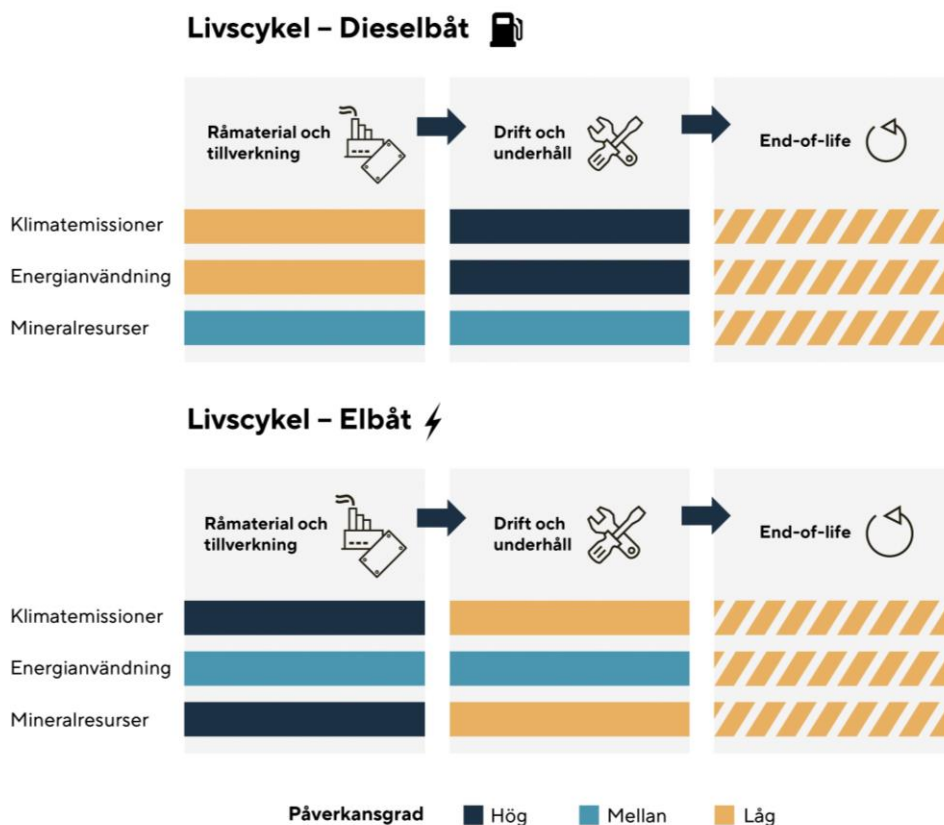 Livscykel – Dieselbåt
Råmaterial och
tillverkning
Drift och
underhåll
End-of-life
Klimatemissioner
Energianvändning
Mineralresurser
Livscykel – Elbåt
Råmaterial och
tillverkning
Drift och
underhåll
End-of-life
Klimatemissioner
Energianvändning
Mineralresurser
Påverkansgrad Hög Mellan Låg